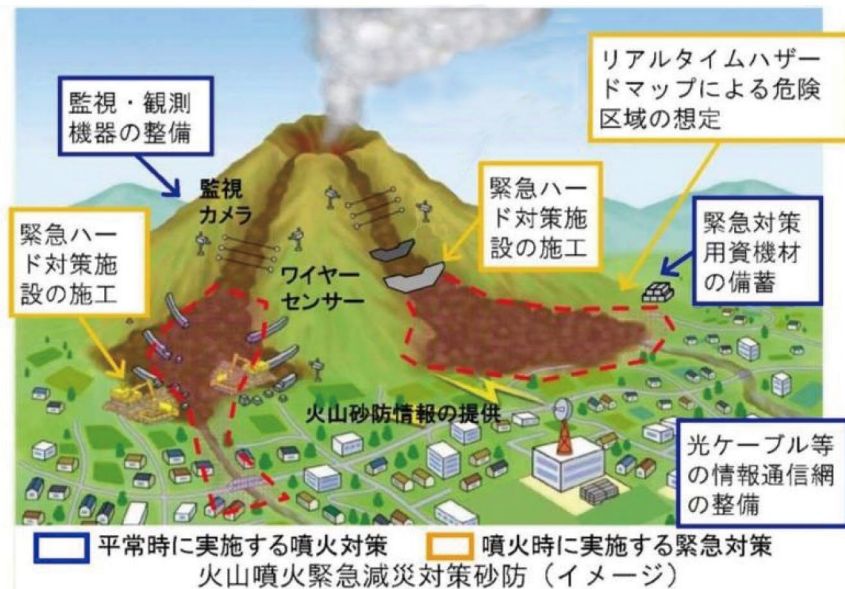 監視・観測
機器の整備
リアルタイムハザー
ドマップによる危険
区域の想定
監視
カメラ
緊急ハー
ド対策施
設の施工
緊急対策
用資機材
の備蓄
緊急ハー
ド対策施
設の施工
ワイヤー
センサー
火山砂防情報の提供
光ケーブル等
の情報通信網
の整備
平常時に実施する噴火対策
噴火時に実施する緊急対策
火山噴火緊急減災対策砂防(イメージ)